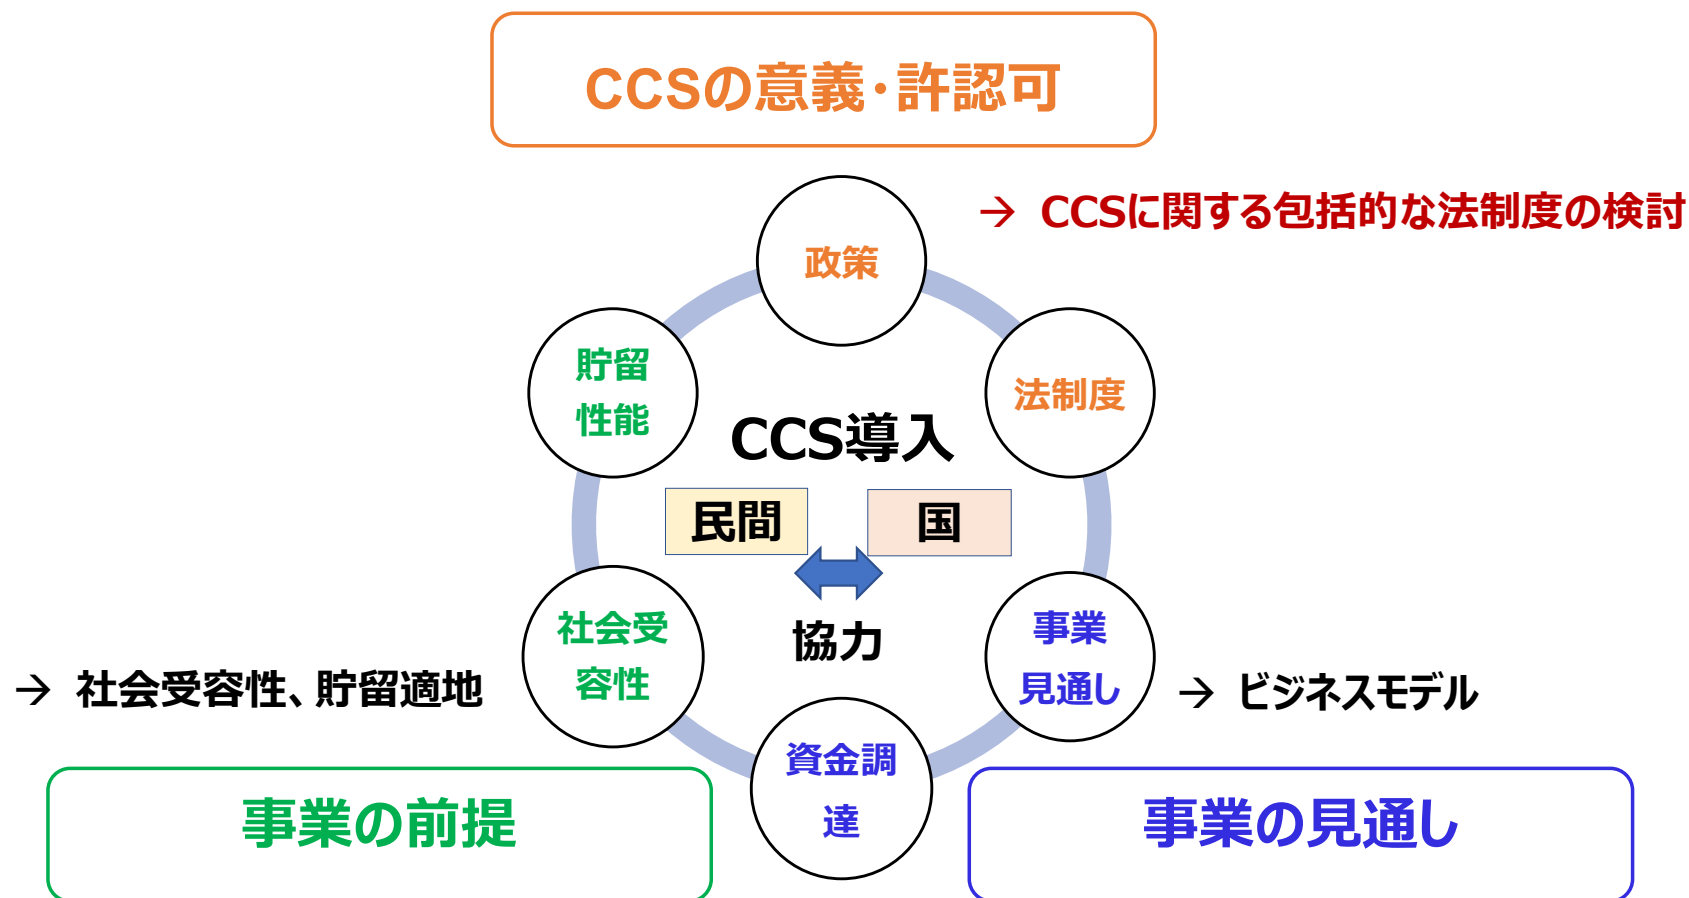 CCSの意義・許認可
→ CCSに関する包括的な法制度の検討
政策
貯留
性能
法制度
CCS導入
民間
国
協力
社会受
容性
事業
見通し
→ 社会受容性、貯留適地
→ ビジネスモデル
資金調
達
事業の前提
事業の見通し